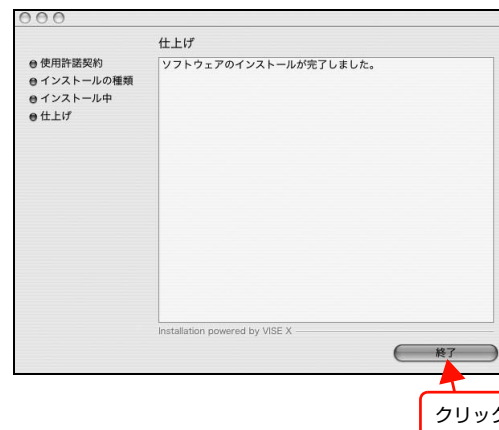 仕上げ
使用許諾契約
インストールの種類
インストール中
仕上げ
ソフトウェアのインストールが完了しました。
Installation powered by VISE X
終了
クリック